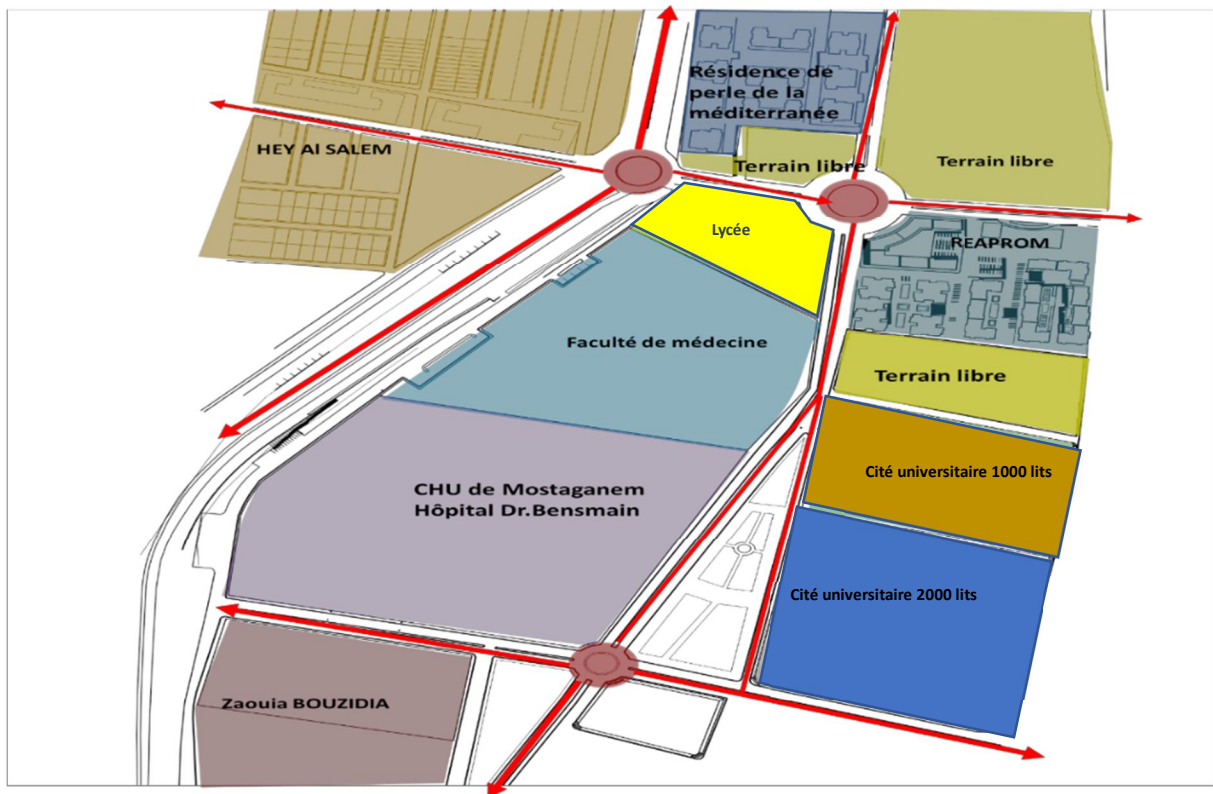 Résidence de
perle de la
méditerranée
HEY Al SALEM
Terrain libre
Terrain libre
Lycée
REAPROM
Faculté de médecine
Terrain libre
Cité universitaire 1000 lits
CHU de Mostaganem
Hôpital Dr.Bensmain
Cité universitaire 2000 lits
Zaouia BOUZIDIA